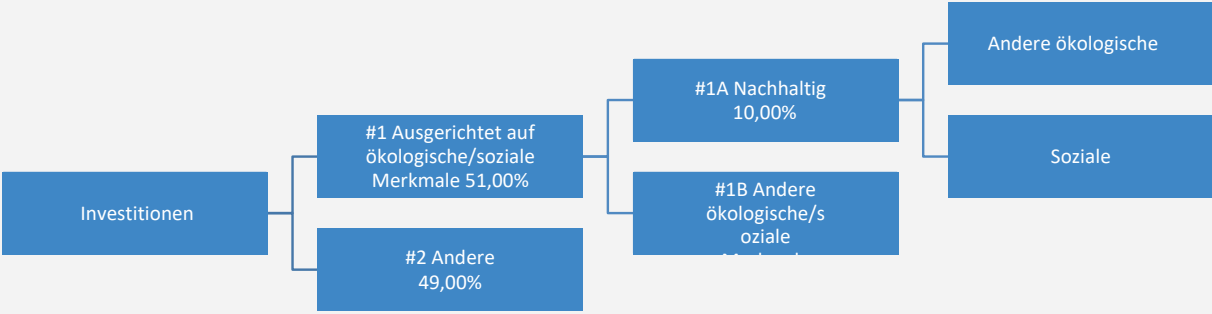 Investitionen
#1 Ausgerichtet auf
ökologische/soziale
Merkmale 51,00%
#2 Andere
49,00%
#1A Nachhaltig
10,00%
#1B Andere
ökologische/s
oziale
Andere ökologische
Soziale